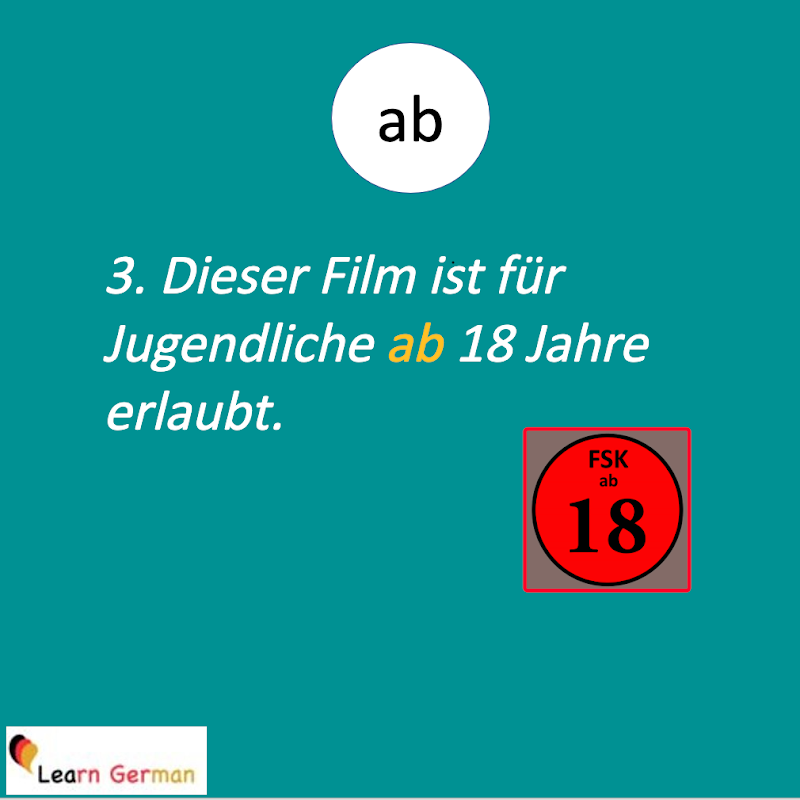 ab
3. Dieser Film ist für
Jugendliche ab 18 Jahre
erlaubt.
FSK
ab
18
Learn German